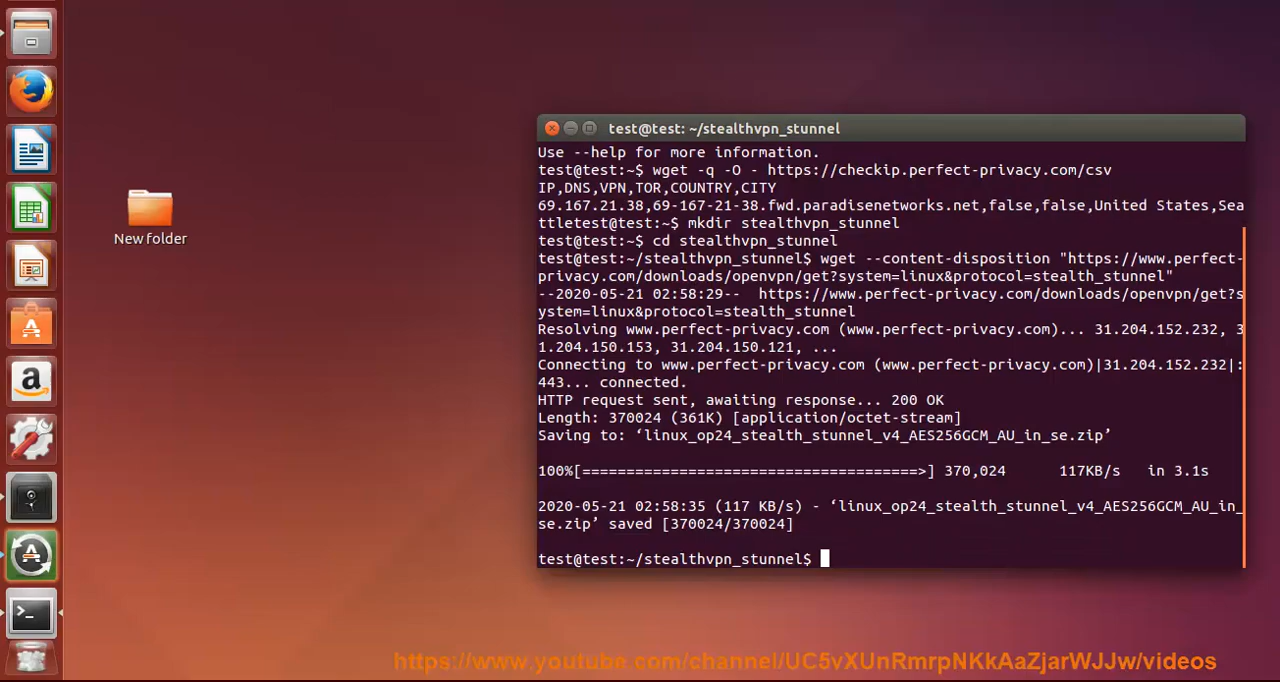 test@test: ~/stealthvpn_stunnel
Use --help for more information.
test@test:~$ wget -q -O - https://checkip.perfect-privacy.com/csv
IP,DNS,VPN,TOR,COUNTRY,CITY
69.167.21.38,69-167-21-38.fwd.paradisenetworks.net,false,false,United States,Sea
ttletest@test:~$ mkdir stealthvpn_stunnel
test@test:~$ cd stealthvpn_stunnel
test@test:~/stealthvpn_stunnel$ wget --content-disposition "https://www.perfect-
privacy.com/downloads/openvpn/get?system=linux&protocol=stealth_stunnel"
--2020-05-21 02:58:29--  https://www.perfect-privacy.com/downloads/openvpn/get?s
ystem=linux&protocol=stealth_stunnel
Resolving www.perfect-privacy.com (www.perfect-privacy.com)... 31.204.152.232, 3
1.204.150.153, 31.204.150.121, ...
Connecting to www.perfect-privacy.com (www.perfect-privacy.com)|31.204.152.232|:
443... connected.
HTTP request sent, awaiting response... 200 OK
Length: 370024 (361K) [application/octet-stream]
Saving to: ‘linux_op24_stealth_stunnel_v4_AES256GCM_AU_in_se.zip’
100%[======================================>] 370,024      117KB/s   in 3.1s
2020-05-21 02:58:35 (117 KB/s) - ‘linux_op24_stealth_stunnel_v4_AES256GCM_AU_in_
se.zip’ saved [370024/370024]
test@test:~/stealthvpn_stunnel$
New folder
https://www.youtube.com/channel/UC5vXUnRmrpNKkAaZjarWJJw/videos